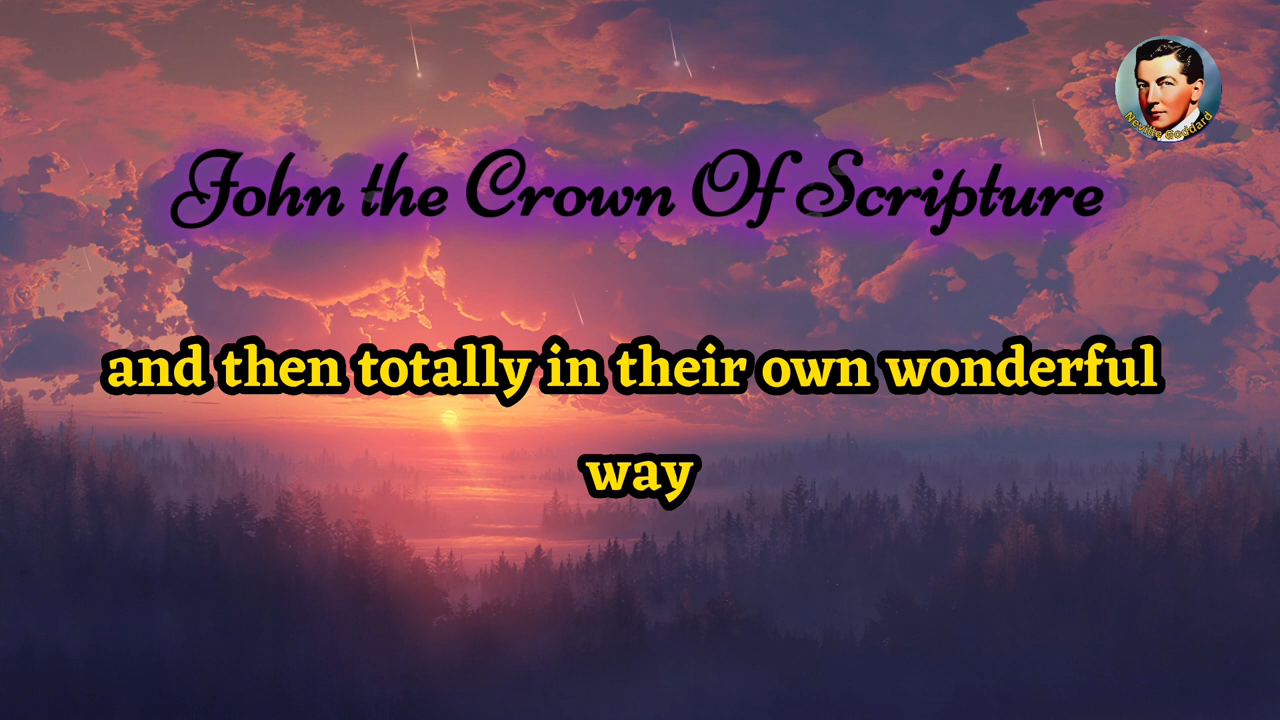 Neville Goddard
John the Crown Of Scripture
and then totally in their own wonderful
way